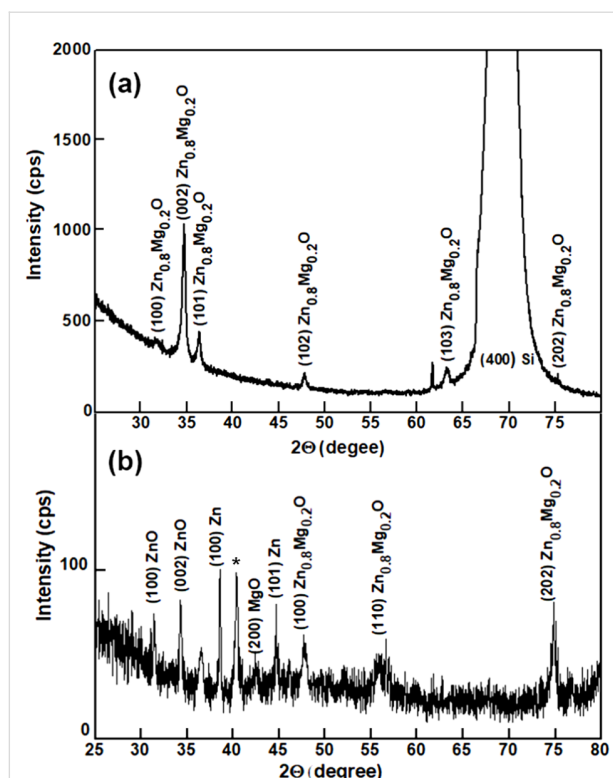 (a)
Intensity (cps)
2000
1500
1000
500
0
(100) Zn0.8Mg0.2O
(002) Zn0.8Mg0.2O
(101) Zn0.8Mg0.2O
(102) Zn0.8Mg0.2O
(103) Zn0.8Mg0.2O
(400) Si
(202) Zn0.8Mg0.2O
30 35 40 45 50 55 60 65 70 75 80
2Θ (degee)
(b)
Intensity (cps)
100
0
(100) ZnO
(002) ZnO
(100) Zn
*
(200) MgO
(101) Zn
(100) Zn0.8Mg0.2O
(110) Zn0.8Mg0.2O
(202) Zn0.8Mg0.2O
25 30 35 40 45 50 55 60 65 70 75 80
2Θ (degee)